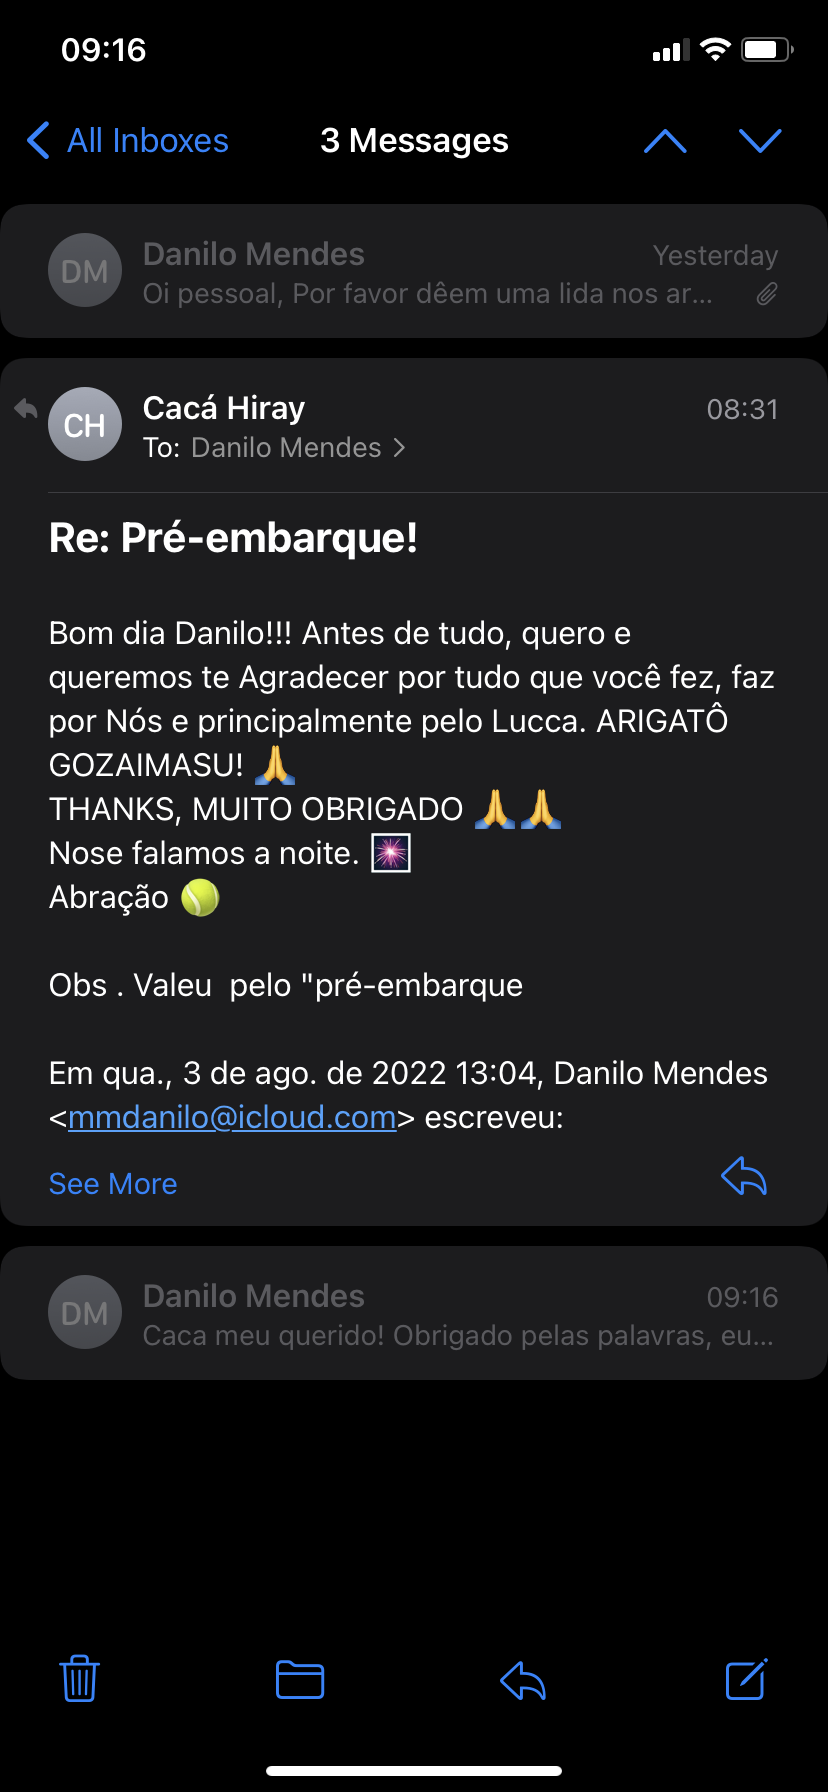 09:16
All Inboxes
3 Messages
DM
Danilo Mendes
Yesterday
Oi pessoal, Por favor dêem uma lida nos ar...
CH
Cacá Hiray
08:31
To: Danilo Mendes
Re: Pré-embarque!
Bom dia Danilo!!! Antes de tudo, quero e
queremos te Agradecer por tudo que você fez, faz
por Nós e principalmente pelo Lucca. ARIGATÔ
GOZAIMASU! 🙏
THANKS, MUITO OBRIGADO 🙏🙏
Nose falamos a noite. 🎆
Abração 🎾
Obs . Valeu  pelo "pré-embarque
Em qua., 3 de ago. de 2022 13:04, Danilo Mendes
<mmdanilo@icloud.com> escreveu:
See More
DM
Danilo Mendes
09:16
Caca meu querido! Obrigado pelas palavras, eu...